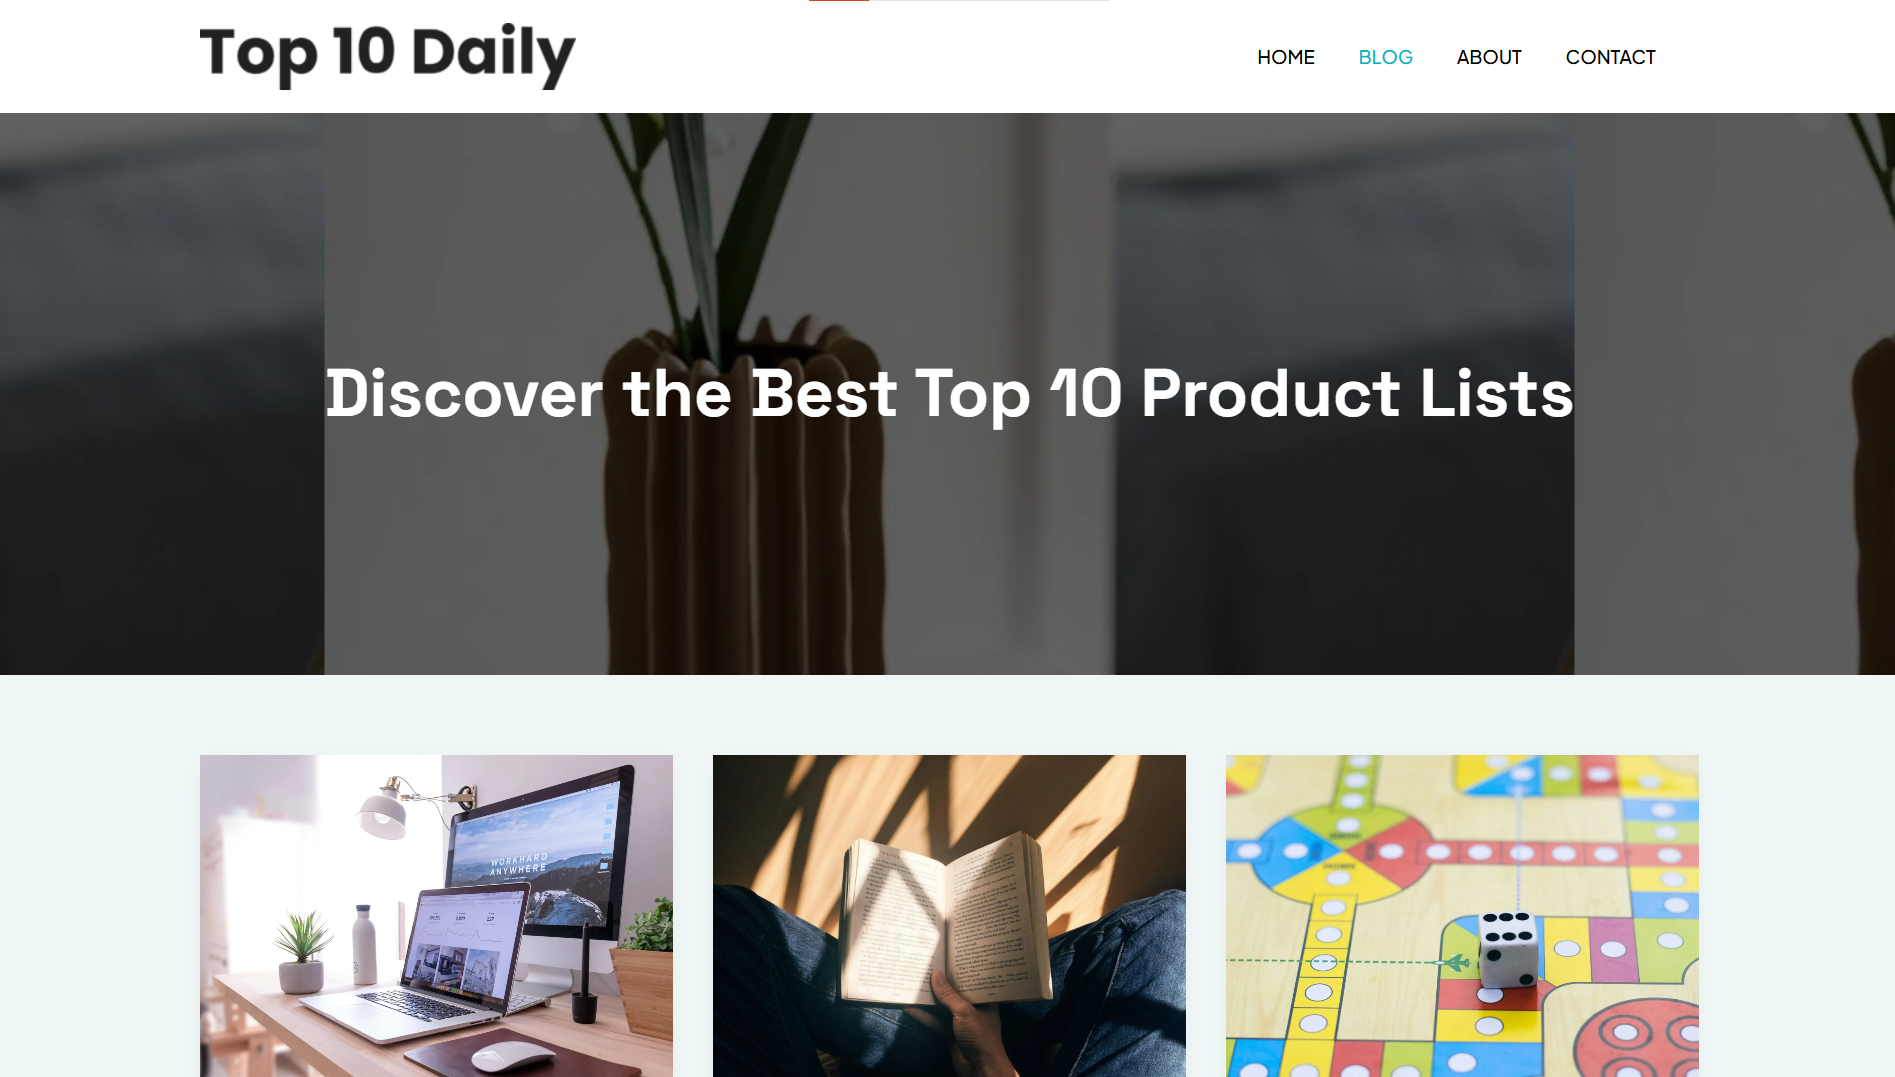 Top 10 Daily
HOME BLOG ABOUT CONTACT
Discover the Best Top 10 Product Lists
WORKHARD
ANYWHERE